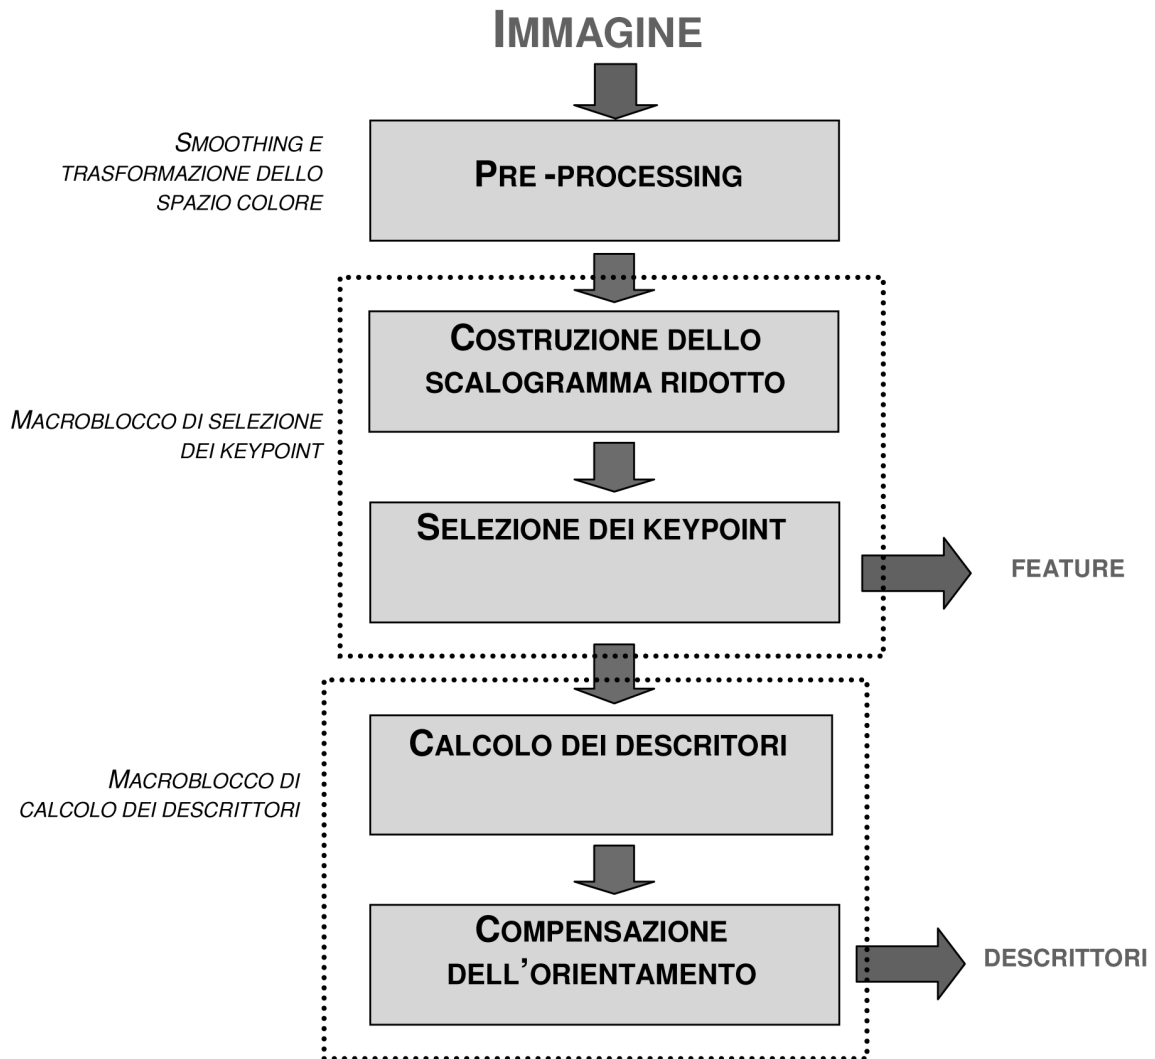 IMMAGINE
SMOOTHING E
TRASFORMAZIONE DELLO
SPAZIO COLORE
PRE -PROCESSING
COSTRUZIONE DELLO
SCALOGRAMMA RIDOTTO
MACROBLOCCO DI SELEZIONE
DEI KEYPOINT
SELEZIONE DEI KEYPOINT
FEATURE
CALCOLO DEI DESCRITORI
MACROBLOCCO DI
CALCOLO DEI DESCRITTORI
COMPENSAZIONE
DELL'ORIENTAMENTO
DESCRITTORI